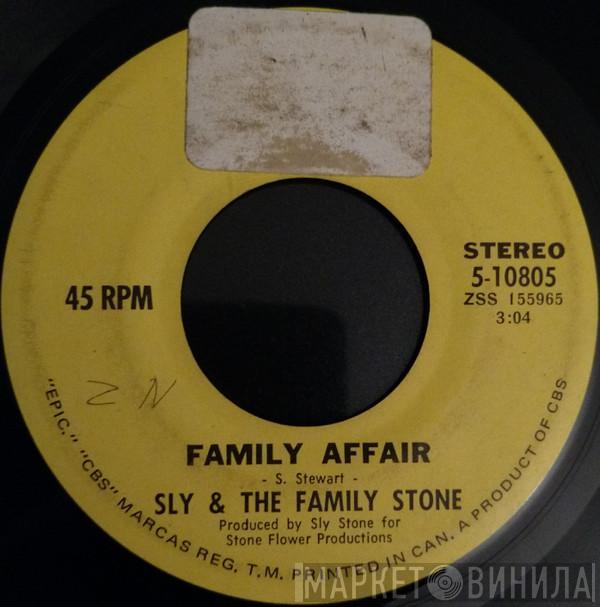 STEREO
5-10805
ZSS 155965
3:04
45 RPM
Z N
FAMILY AFFAIR
- S. Stewart -
SLY & THE FAMILY STONE
Produced by Sly Stone for
Stone Flower Productions
"EPIC," "CBS" MARCAS REG. T.M. PRINTED IN CAN. A PRODUCT OF CBS
МАРКЕТ ВИНИЛА